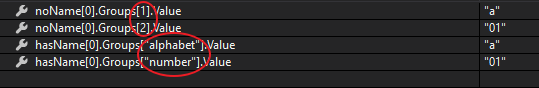 noName[0].Groups[1].Value "a"
noName[0].Groups[2].Value "01"
hasName[0].Groups["alphabet"].Value "a"
hasName[0].Groups["number"].Value "01"